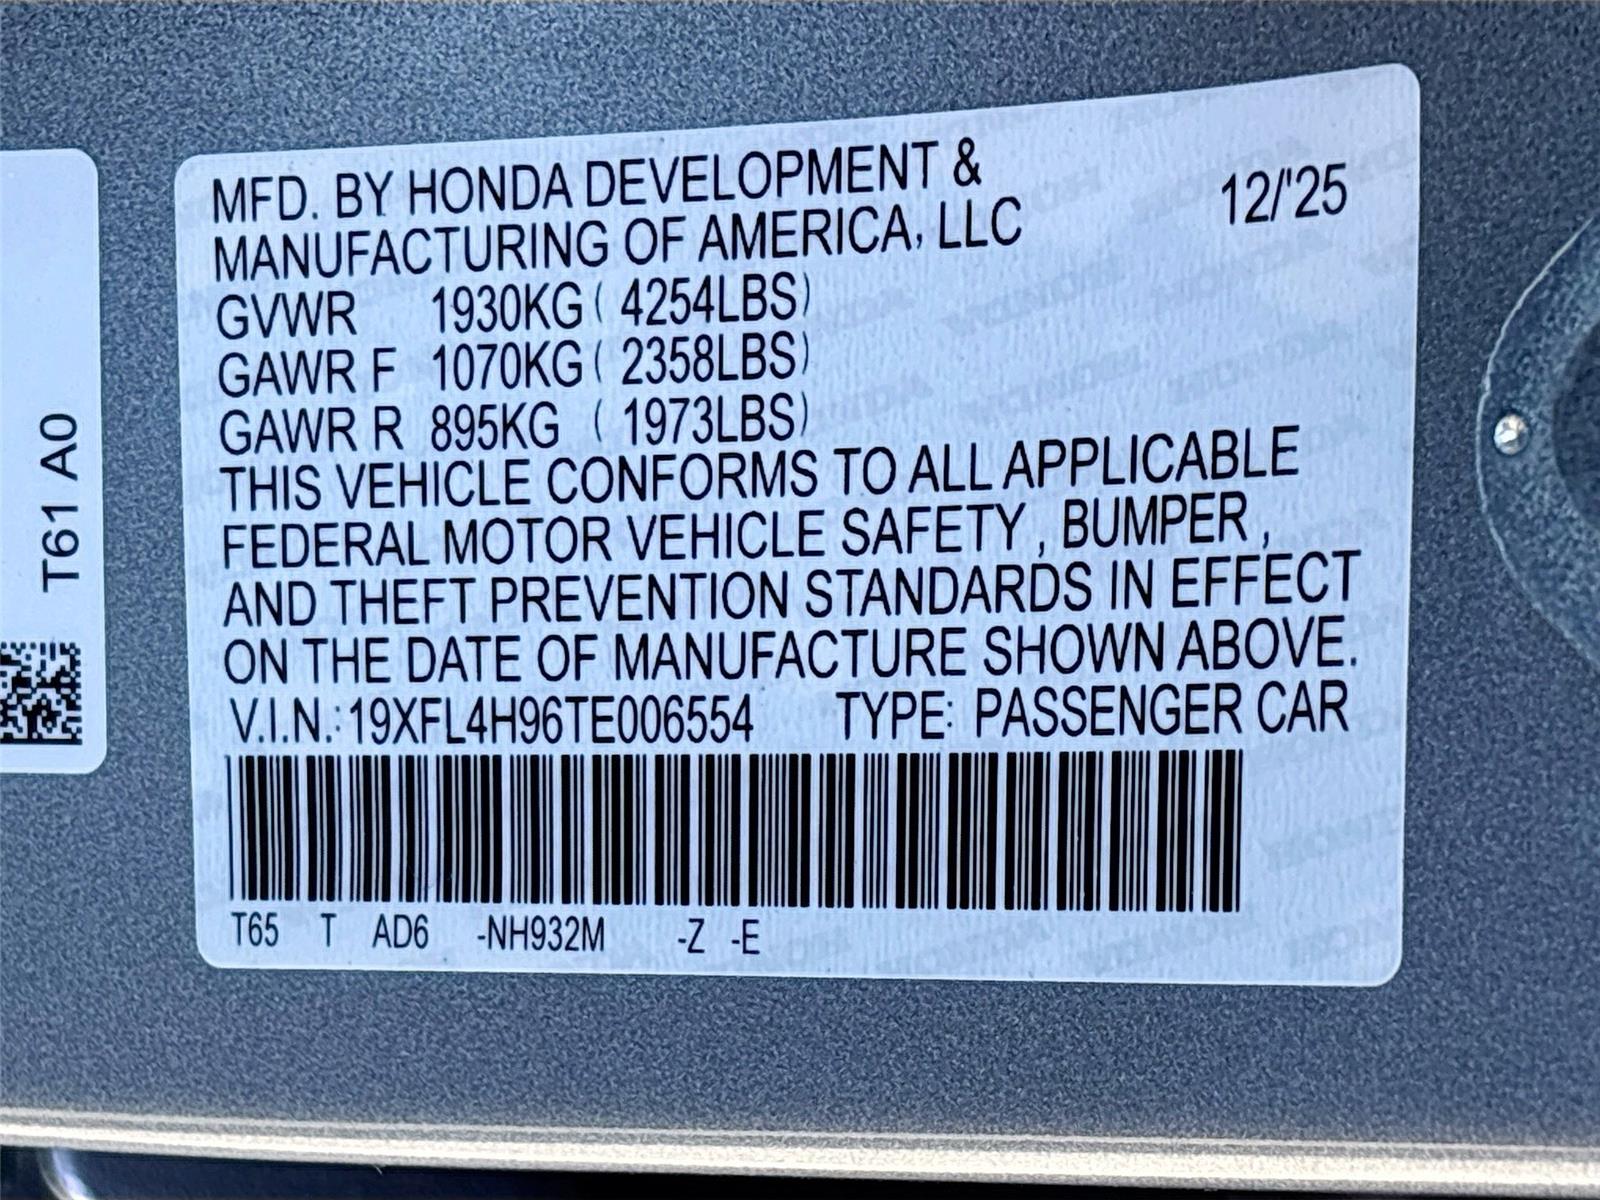 T61 A0
MFD. BY HONDA DEVELOPMENT &
MANUFACTURING OF AMERICA, LLC
12/'25
GVWR 1930KG ( 4254LBS)
GAWR F 1070KG ( 2358LBS)
GAWR R 895KG ( 1973LBS)
THIS VEHICLE CONFORMS TO ALL APPLICABLE
FEDERAL MOTOR VEHICLE SAFETY , BUMPER ,
AND THEFT PREVENTION STANDARDS IN EFFECT
ON THE DATE OF MANUFACTURE SHOWN ABOVE.
V.I.N.: 19XFL4H96TE006554 TYPE: PASSENGER CAR
T65 T AD6 -NH932M -Z -E